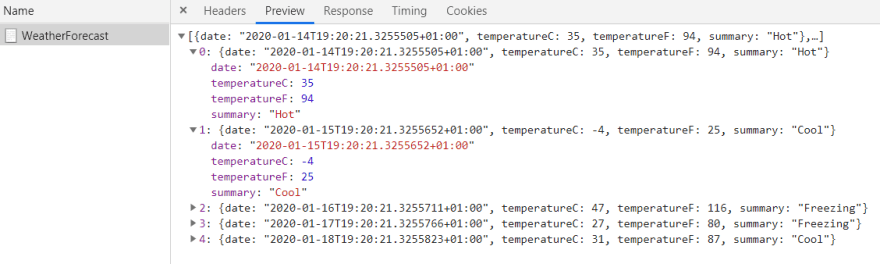 Name
× Headers Preview Response Timing Cookies
WeatherForecast
▼[{date: "2020-01-14T19:20:21.3255505+01:00", temperatureC: 35, temperatureF: 94, summary: "Hot"},…]
▼0: {date: "2020-01-14T19:20:21.3255505+01:00", temperatureC: 35, temperatureF: 94, summary: "Hot"}
date: "2020-01-14T19:20:21.3255505+01:00"
temperatureC: 35
temperatureF: 94
summary: "Hot"
▼1: {date: "2020-01-15T19:20:21.3255652+01:00", temperatureC: -4, temperatureF: 25, summary: "Cool"}
date: "2020-01-15T19:20:21.3255652+01:00"
temperatureC: -4
temperatureF: 25
summary: "Cool"
▶2: {date: "2020-01-16T19:20:21.3255711+01:00", temperatureC: 47, temperatureF: 116, summary: "Freezing"}
▶3: {date: "2020-01-17T19:20:21.3255766+01:00", temperatureC: 27, temperatureF: 80, summary: "Freezing"}
▶4: {date: "2020-01-18T19:20:21.3255823+01:00", temperatureC: 31, temperatureF: 87, summary: "Cool"}